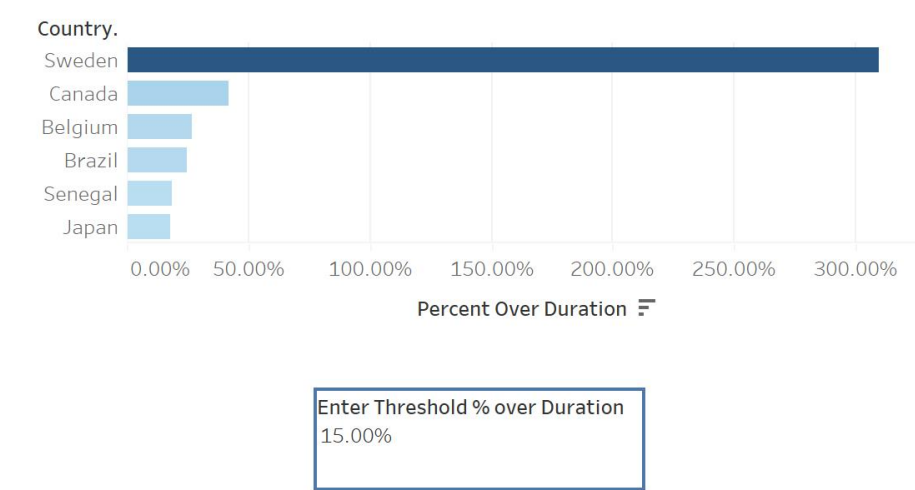 Country.
Sweden
Canada
Belgium
Brazil
Senegal
Japan
0.00% 50.00% 100.00% 150.00% 200.00% 250.00% 300.00%
Percent Over Duration
Enter Threshold % over Duration
15.00%